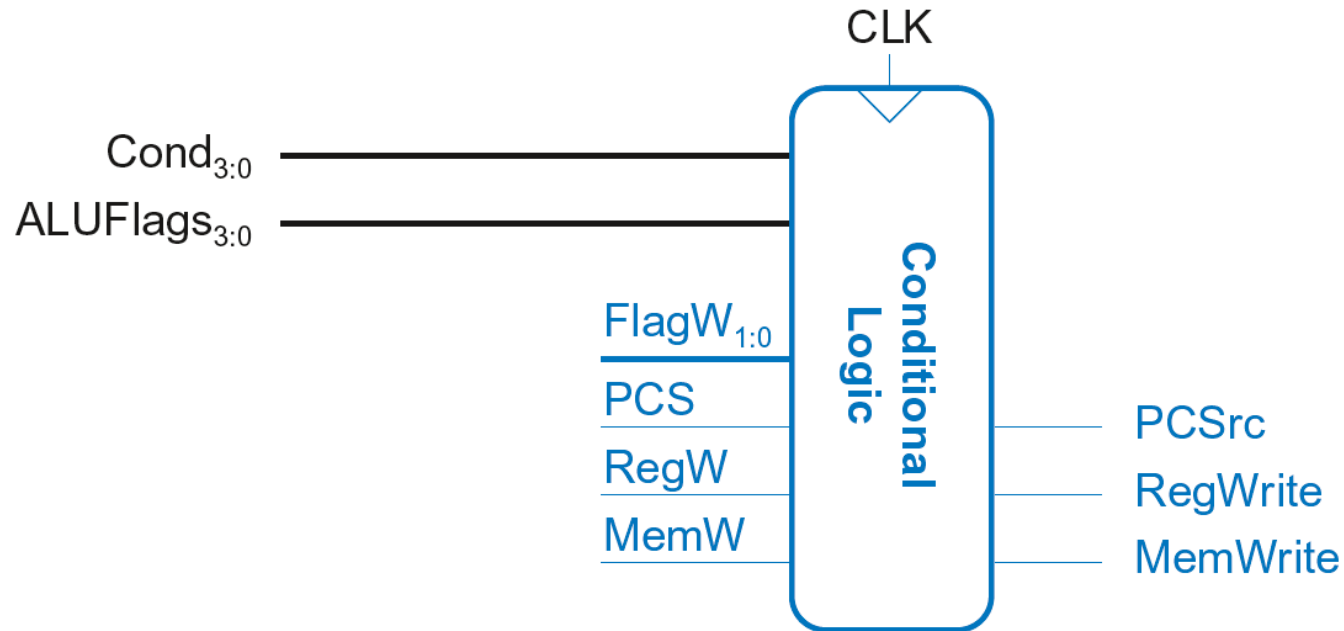 CLK
Cond3:0
ALUFlags3:0
FlagW1:0
PCS
RegW
MemW
Conditional
Logic
PCSrc
RegWrite
MemWrite